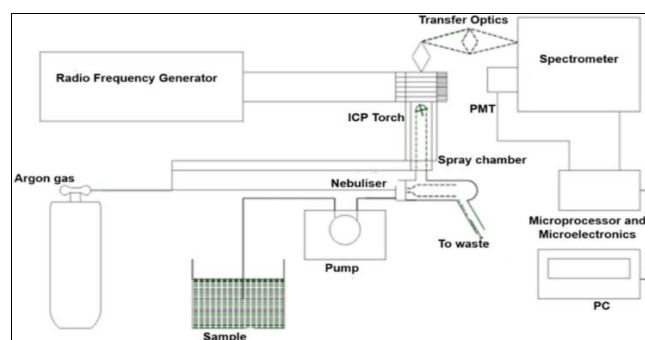 Transfer Optics
Spectrometer
Radio Frequency Generator
PMT
ICP Torch
Spray chamber
Argon gas
Nebuliser
Microprocessor and
Microelectronics
To waste
Pump
PC
Sample